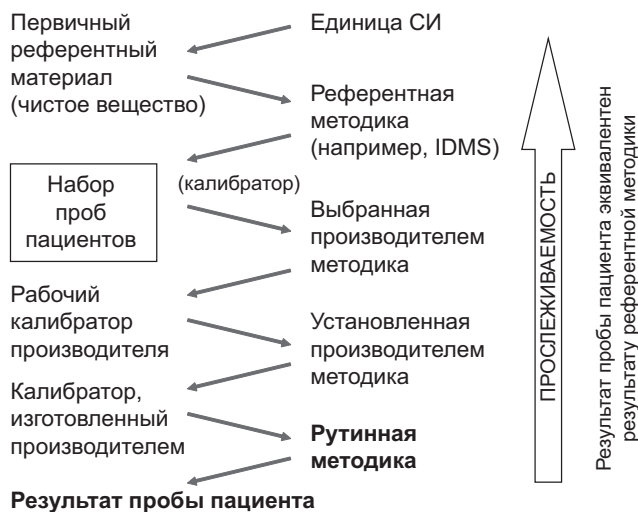 Первичный
референтный
материал
(чистое вещество)
Единица СИ
Референтная
методика
(например, IDMS)
Набор
проб
пациентов
(калибратор)
Выбранная
производителем
методика
Рабочий
калибратор
производителя
Установленная
производителем
методика
Калибратор,
изготовленный
производителем
Рутинная
методика
Результат пробы пациента
ПРОСЛЕЖИВАЕМОСТЬ
Результат пробы пациента эквивалентен
результату референтной методики